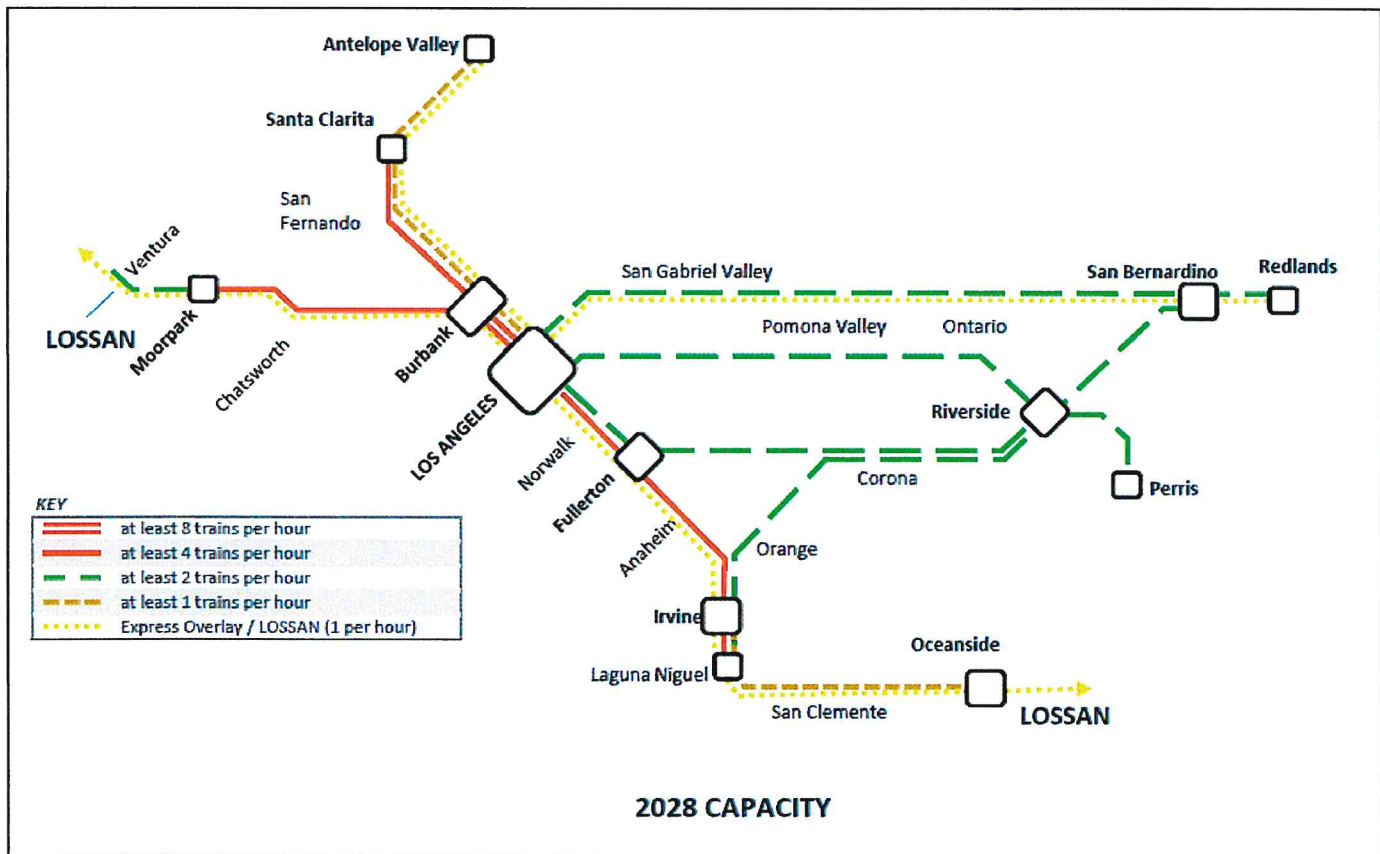 Antelope Valley
Santa Clarita
San
Fernando
Ventura
LOSSAN
Moorpark
Chatsworth
Burbank
LOS ANGELES
San Gabriel Valley
San Bernardino
Redlands
Pomona Valley
Ontario
Riverside
Norwalk
Fullerton
Corona
Perris
Anaheim
Orange
Irvine
Laguna Niguel
Oceanside
San Clemente
LOSSAN
KEY
at least 8 trains per hour
at least 4 trains per hour
at least 2 trains per hour
at least 1 trains per hour
Express Overlay / LOSSAN (1 per hour)
2028 CAPACITY